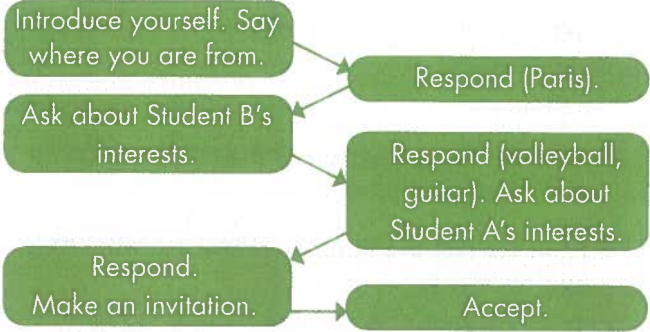 Introduce yourself. Say
where you are from.
Respond (Paris).
Ask about Student B's
interests.
Respond (volleyball,
guitar). Ask about
Student A's interests.
Respond.
Make an invitation.
Accept.